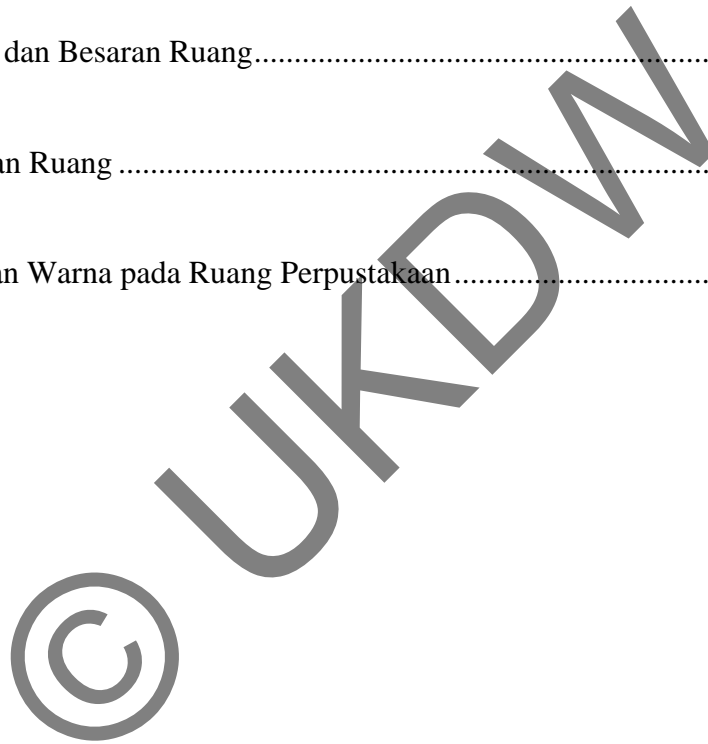 dan Besaran Ruang.......................................................
an Ruang .......................................................................
an Warna pada Ruang Perpustakaan...............................
© UKDW